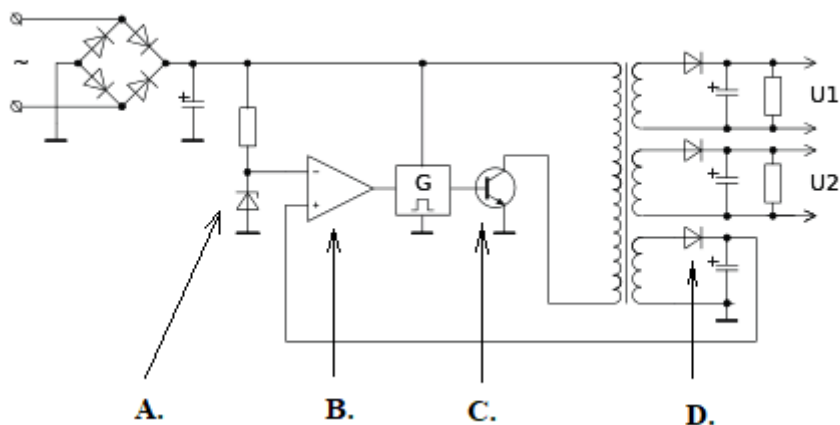 ~
+
U1
G
+
U2
-
+
+
+
A.
B.
C.
D.